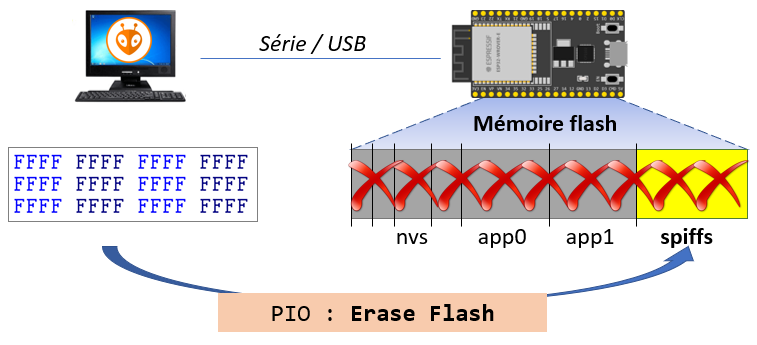 Série / USB
ESPRESSIF
Mémoire flash
FFFF FFFF FFFF FFFF
FFFF FFFF FFFF FFFF
FFFF FFFF FFFF FFFF
nvs app0 app1 spiffs
PIO : Erase Flash